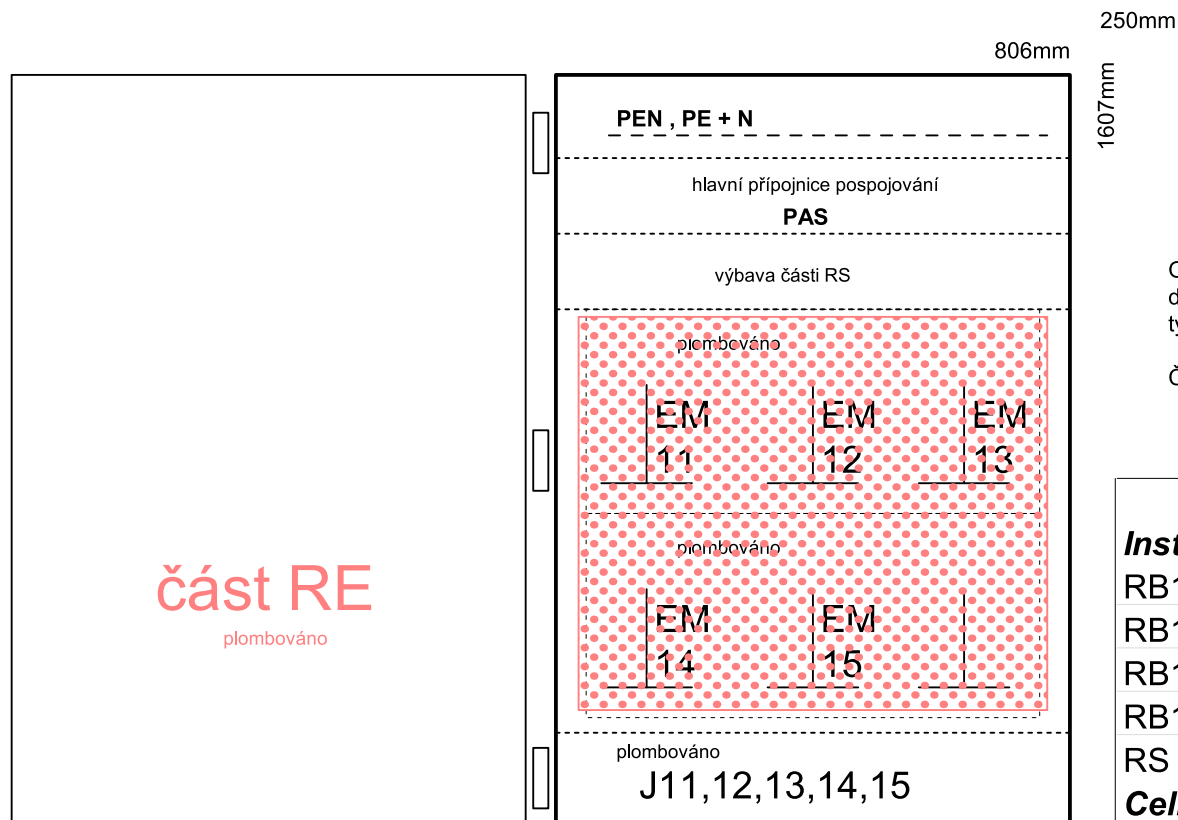 250mm
806mm
1607mm
PEN , PE + N
hlavní přípojnice pospojování
PAS
výbava části RS
plombováno
EM EM EM
11 12 13
plombováno
EM EM
14 15
část RE
plombováno
plombováno
J11,12,13,14,15
RS